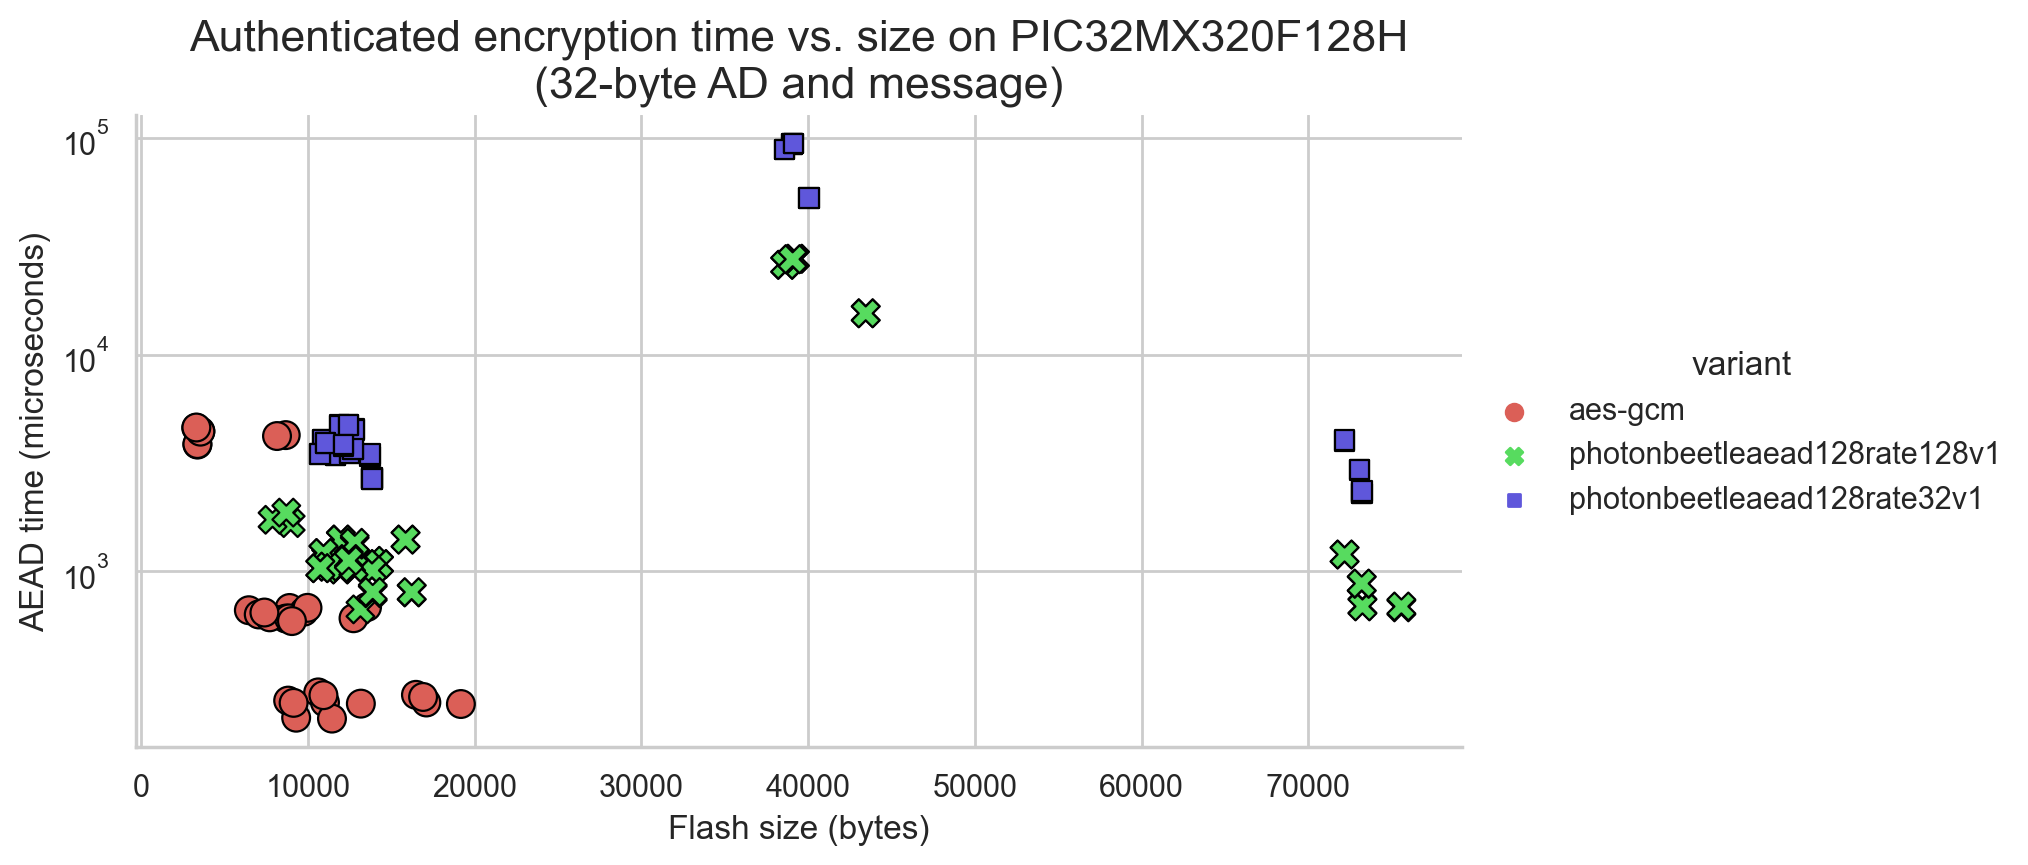 Authenticated encryption time vs. size on PIC32MX320F128H
(32-byte AD and message)
AEAD time (microseconds)
10^5
10^4
10^3
0 10000 20000 30000 40000 50000 60000 70000
Flash size (bytes)
variant
aes-gcm
photonbeetleaead128rate128v1
photonbeetleaead128rate32v1